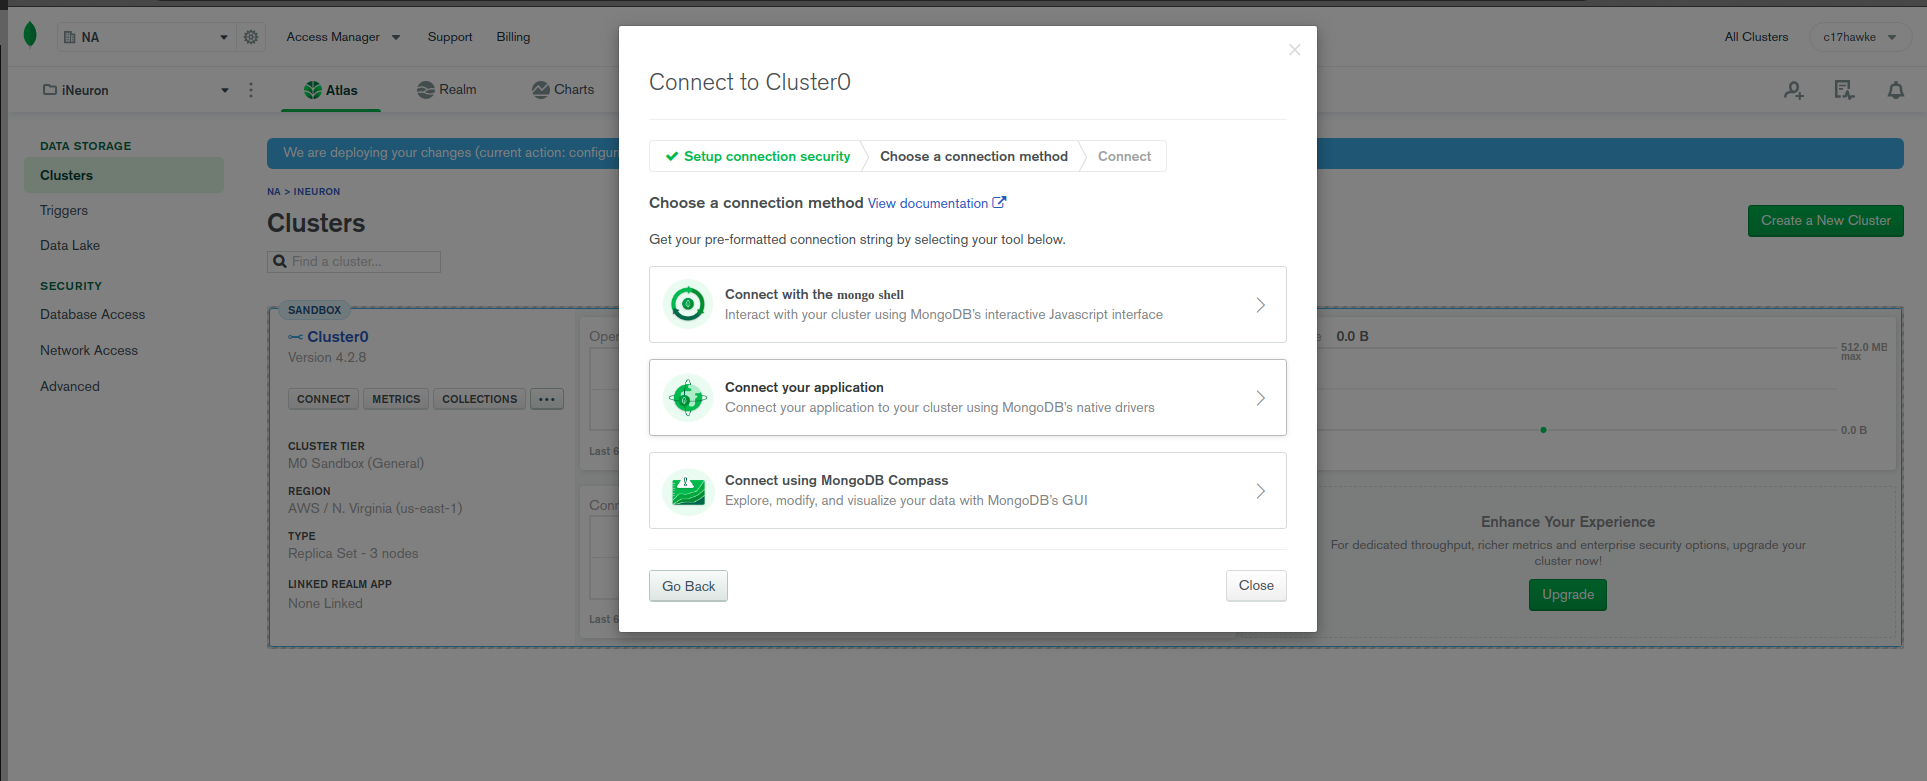 NA
Access Manager
Support
Billing
All Clusters
c17hawke
iNeuron
Atlas
Realm
Charts
DATA STORAGE
Clusters
Triggers
Data Lake
SECURITY
Database Access
Network Access
Advanced
We are deploying your changes (current action:
NA > INEURON
Clusters
Find a cluster...
Create a New Cluster
SANDBOX
Cluster0
Version 4.2.8
CONNECT
METRICS
COLLECTIONS
...
CLUSTER TIER
M0 Sandbox (General)
REGION
AWS / N. Virginia (us-east-1)
TYPE
Replica Set - 3 nodes
LINKED REALM APP
None Linked
Last 6
Last 6
Connect to Cluster0
Setup connection security
Choose a connection method
Connect
Choose a connection method View documentation
Get your pre-formatted connection string by selecting your tool below.
Connect with the mongo shell
Interact with your cluster using MongoDB's interactive Javascript interface
Connect your application
Connect your application to your cluster using MongoDB's native drivers
Connect using MongoDB Compass
Explore, modify, and visualize your data with MongoDB's GUI
Go Back
Close
0.0 B
512.0 MB
max
0.0 B
Enhance Your Experience
For dedicated throughput, richer metrics and enterprise security options, upgrade your
cluster now!
Upgrade